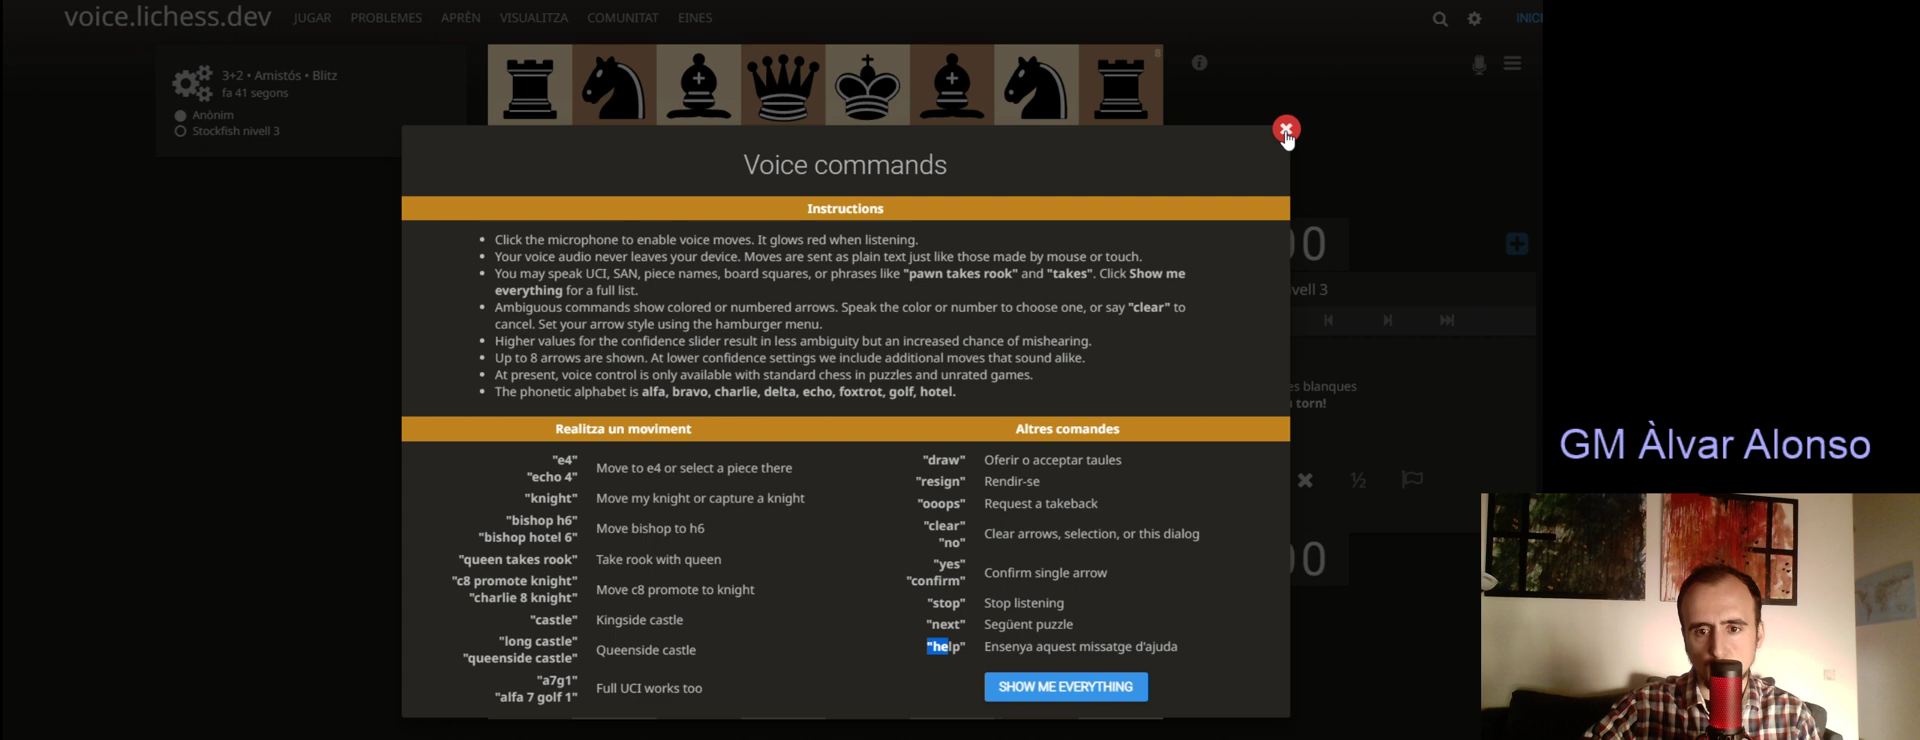 voice.lichess.dev JUGAR PROBLEMES APRÈN VISUALITZA COMUNITAT EINES INICI
3+2 • Amistós • Blitz
fa 41 segons
Anònim
Stockfish nivell 3
8
Voice commands
Instructions
• Click the microphone to enable voice moves. It glows red when listening.
• Your voice audio never leaves your device. Moves are sent as plain text just like those made by mouse or touch.
• You may speak UCI, SAN, piece names, board squares, or phrases like "pawn takes rook" and "takes". Click Show me
everything for a full list.
• Ambiguous commands show colored or numbered arrows. Speak the color or number to choose one, or say "clear" to
cancel. Set your arrow style using the hamburger menu.
• Higher values for the confidence slider result in less ambiguity but an increased chance of mishearing.
• Up to 8 arrows are shown. At lower confidence settings we include additional moves that sound alike.
• At present, voice control is only available with standard chess in puzzles and unrated games.
• The phonetic alphabet is alfa, bravo, charlie, delta, echo, foxtrot, golf, hotel.
Realitza un moviment
"e4"
"echo 4"
Move to e4 or select a piece there
"knight" Move my knight or capture a knight
"bishop h6"
"bishop hotel 6"
Move bishop to h6
"queen takes rook" Take rook with queen
"c8 promote knight"
"charlie 8 knight"
Move c8 promote to knight
"castle" Kingside castle
"long castle"
"queenside castle"
Queenside castle
"a7g1"
"alfa 7 golf 1"
Full UCI works too
Altres comandes
"draw" Oferir o acceptar taules
"resign" Rendir-se
"ooops" Request a takeback
"clear"
"no"
Clear arrows, selection, or this dialog
"yes"
"confirm"
Confirm single arrow
"stop" Stop listening
"next" Següent puzzle
"help" Ensenya aquest missatge d'ajuda
SHOW ME EVERYTHING
00
vell 3
es blanques
torn!
½
00
GM Àlvar Alonso